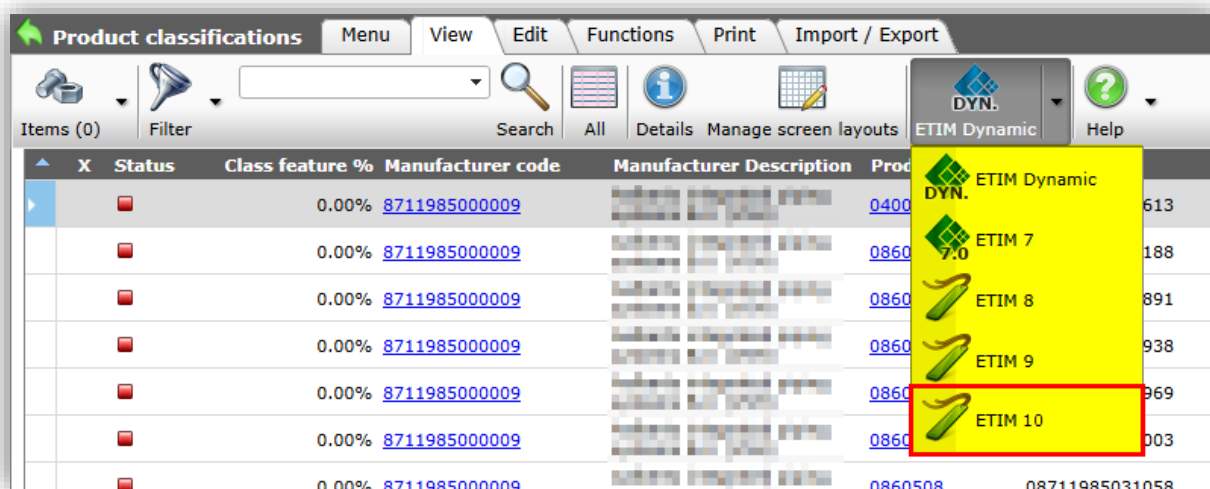 Product classifications Menu View Edit Functions Print Import / Export
DYN.
Items (0) Filter Search All Details Manage screen layouts ETIM Dynamic Help
X Status Class feature % Manufacturer code Manufacturer Description Prod
DYN. ETIM Dynamic
0.00% 8711985000009 0400 613
7.0 ETIM 7
0.00% 8711985000009 0860 188
ETIM 8
0.00% 8711985000009 0860 891
ETIM 9
0.00% 8711985000009 0860 938
0.00% 8711985000009 0860 969
ETIM 10
0.00% 8711985000009 0860 003
0.00% 8711985000009 0860508 08711985031058